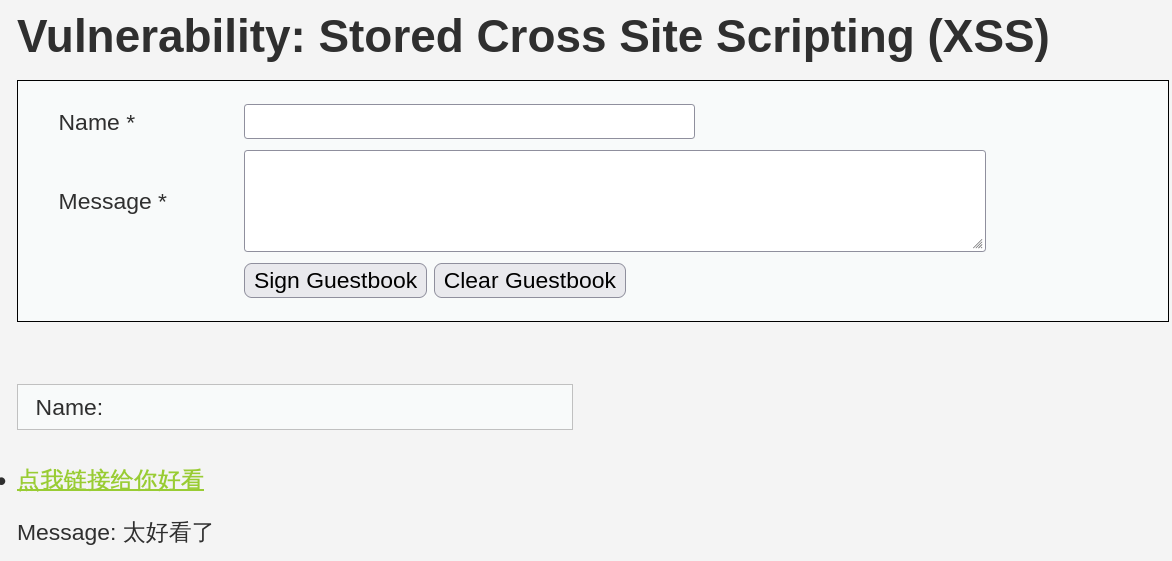 Vulnerability: Stored Cross Site Scripting (XSS)
Name *
Message *
Sign Guestbook Clear Guestbook
Name:
• 点我链接给你好看
Message: 太好看了